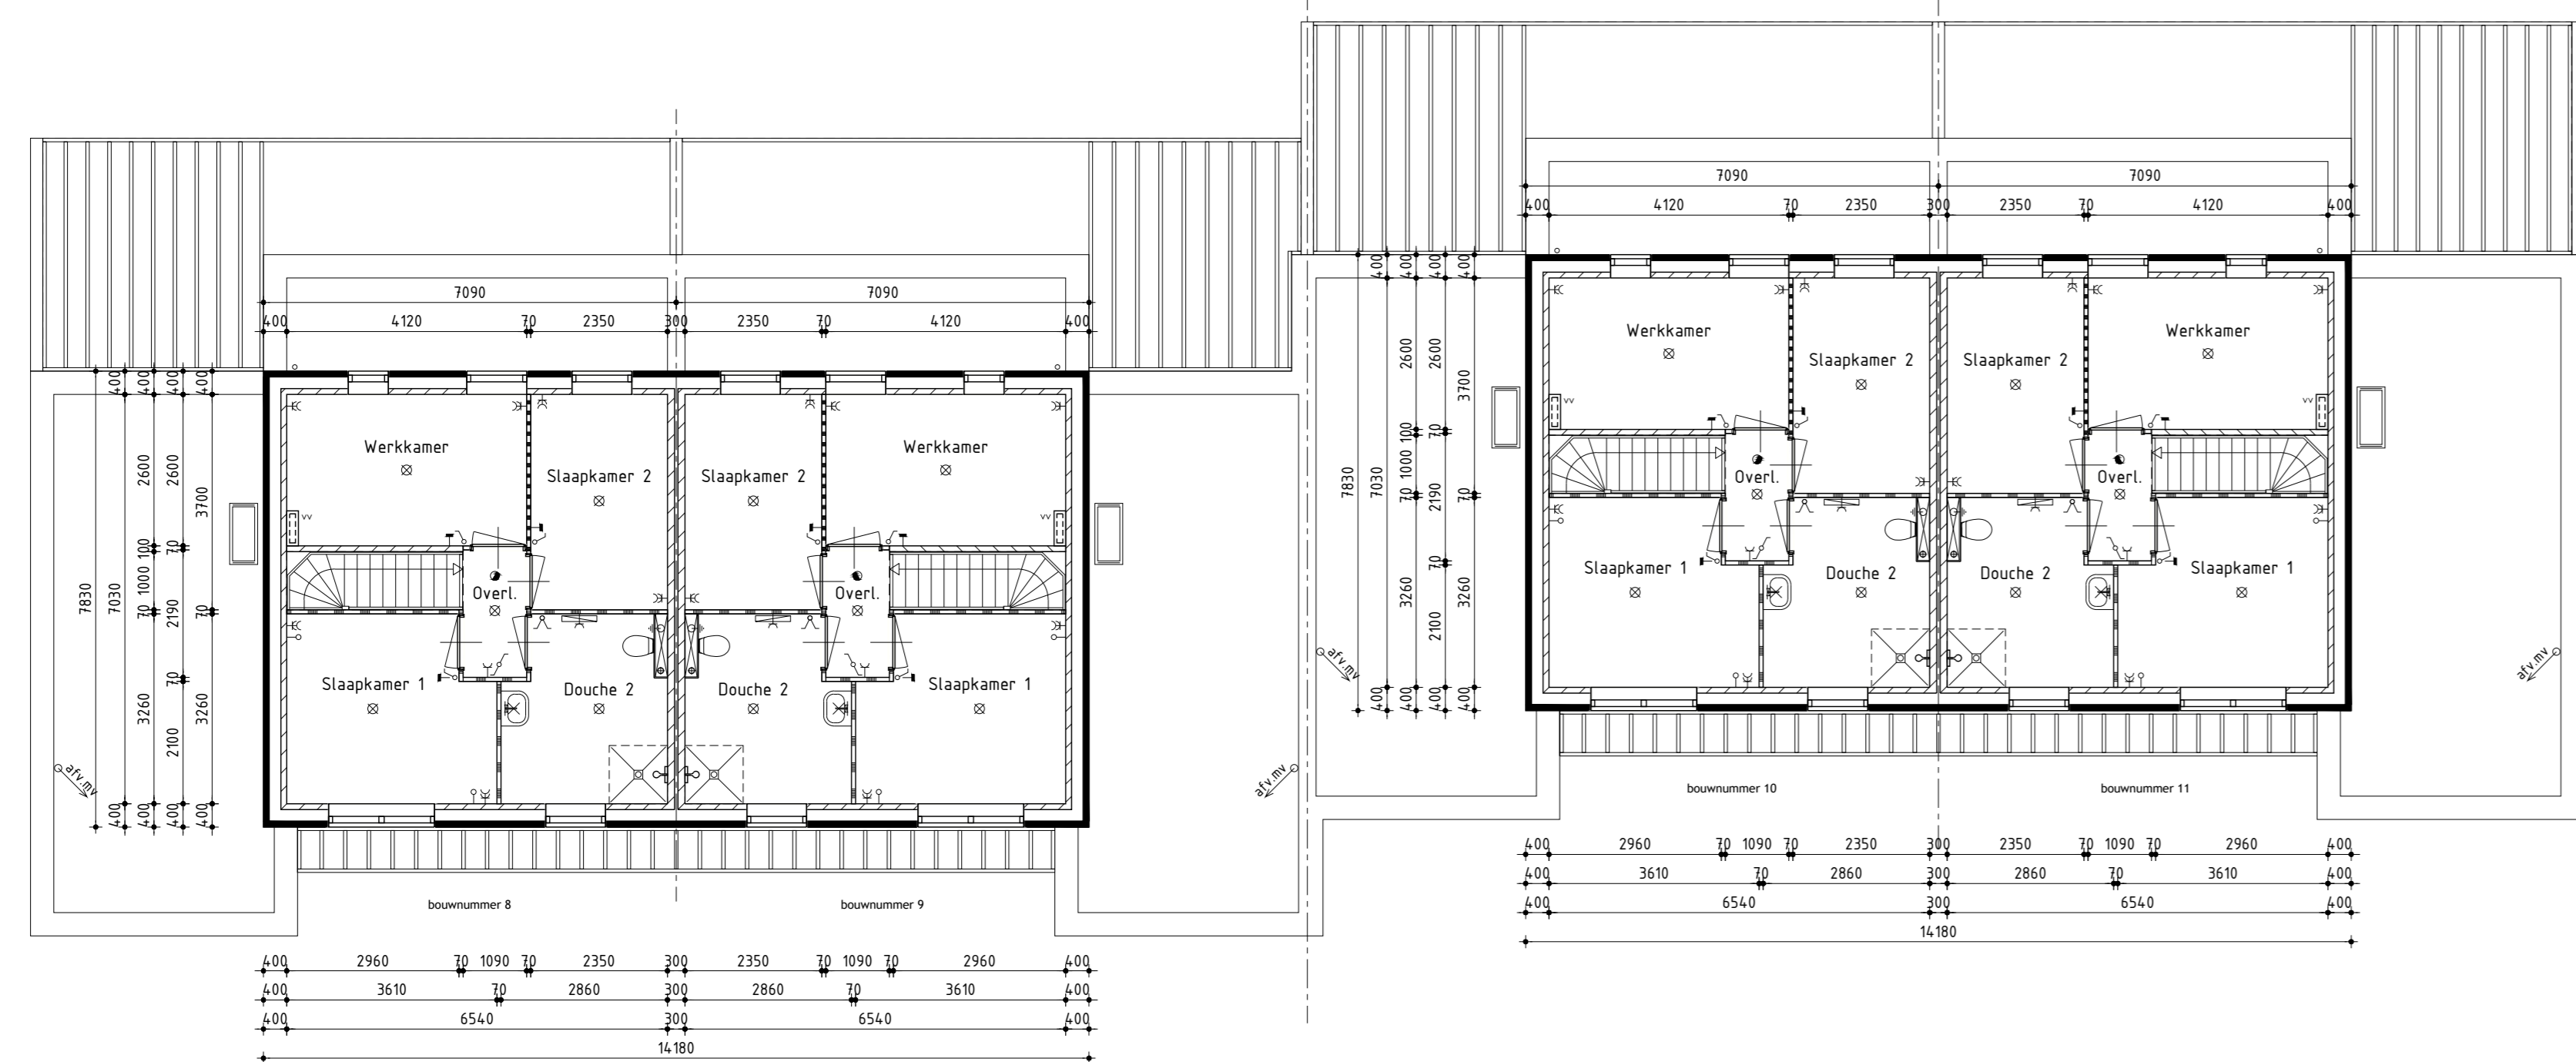 7090 7090
400 4120 70 2350 300 2350 70 4120 400
7830
7030
400 2600 100 1000 70 3260 400
400 2600 70 2190 70 2100 400
400 3700 70 3260 400
Werkkamer
Slaapkamer 2
Slaapkamer 2
Werkkamer
vv
vv
Overl.
Overl.
Slaapkamer 1
Douche 2
Douche 2
Slaapkamer 1
afv.mv
afv.mv
bouwnummer 8
bouwnummer 9
400 2960 70 1090 70 2350 300 2350 70 1090 70 2960 400
400 3610 70 2860 300 2860 70 3610 400
400 6540 300 6540 400
14180
7090 7090
400 4120 70 2350 300 2350 70 4120 400
7830
7030
400 2600 100 1000 70 3260 400
400 2600 70 2190 70 2100 400
400 3700 70 3260 400
Werkkamer
Slaapkamer 2
Slaapkamer 2
Werkkamer
vv
vv
Overl.
Overl.
Slaapkamer 1
Douche 2
Douche 2
Slaapkamer 1
afv.mv
afv.mv
bouwnummer 10
bouwnummer 11
400 2960 70 1090 70 2350 300 2350 70 1090 70 2960 400
400 3610 70 2860 300 2860 70 3610 400
400 6540 300 6540 400
14180